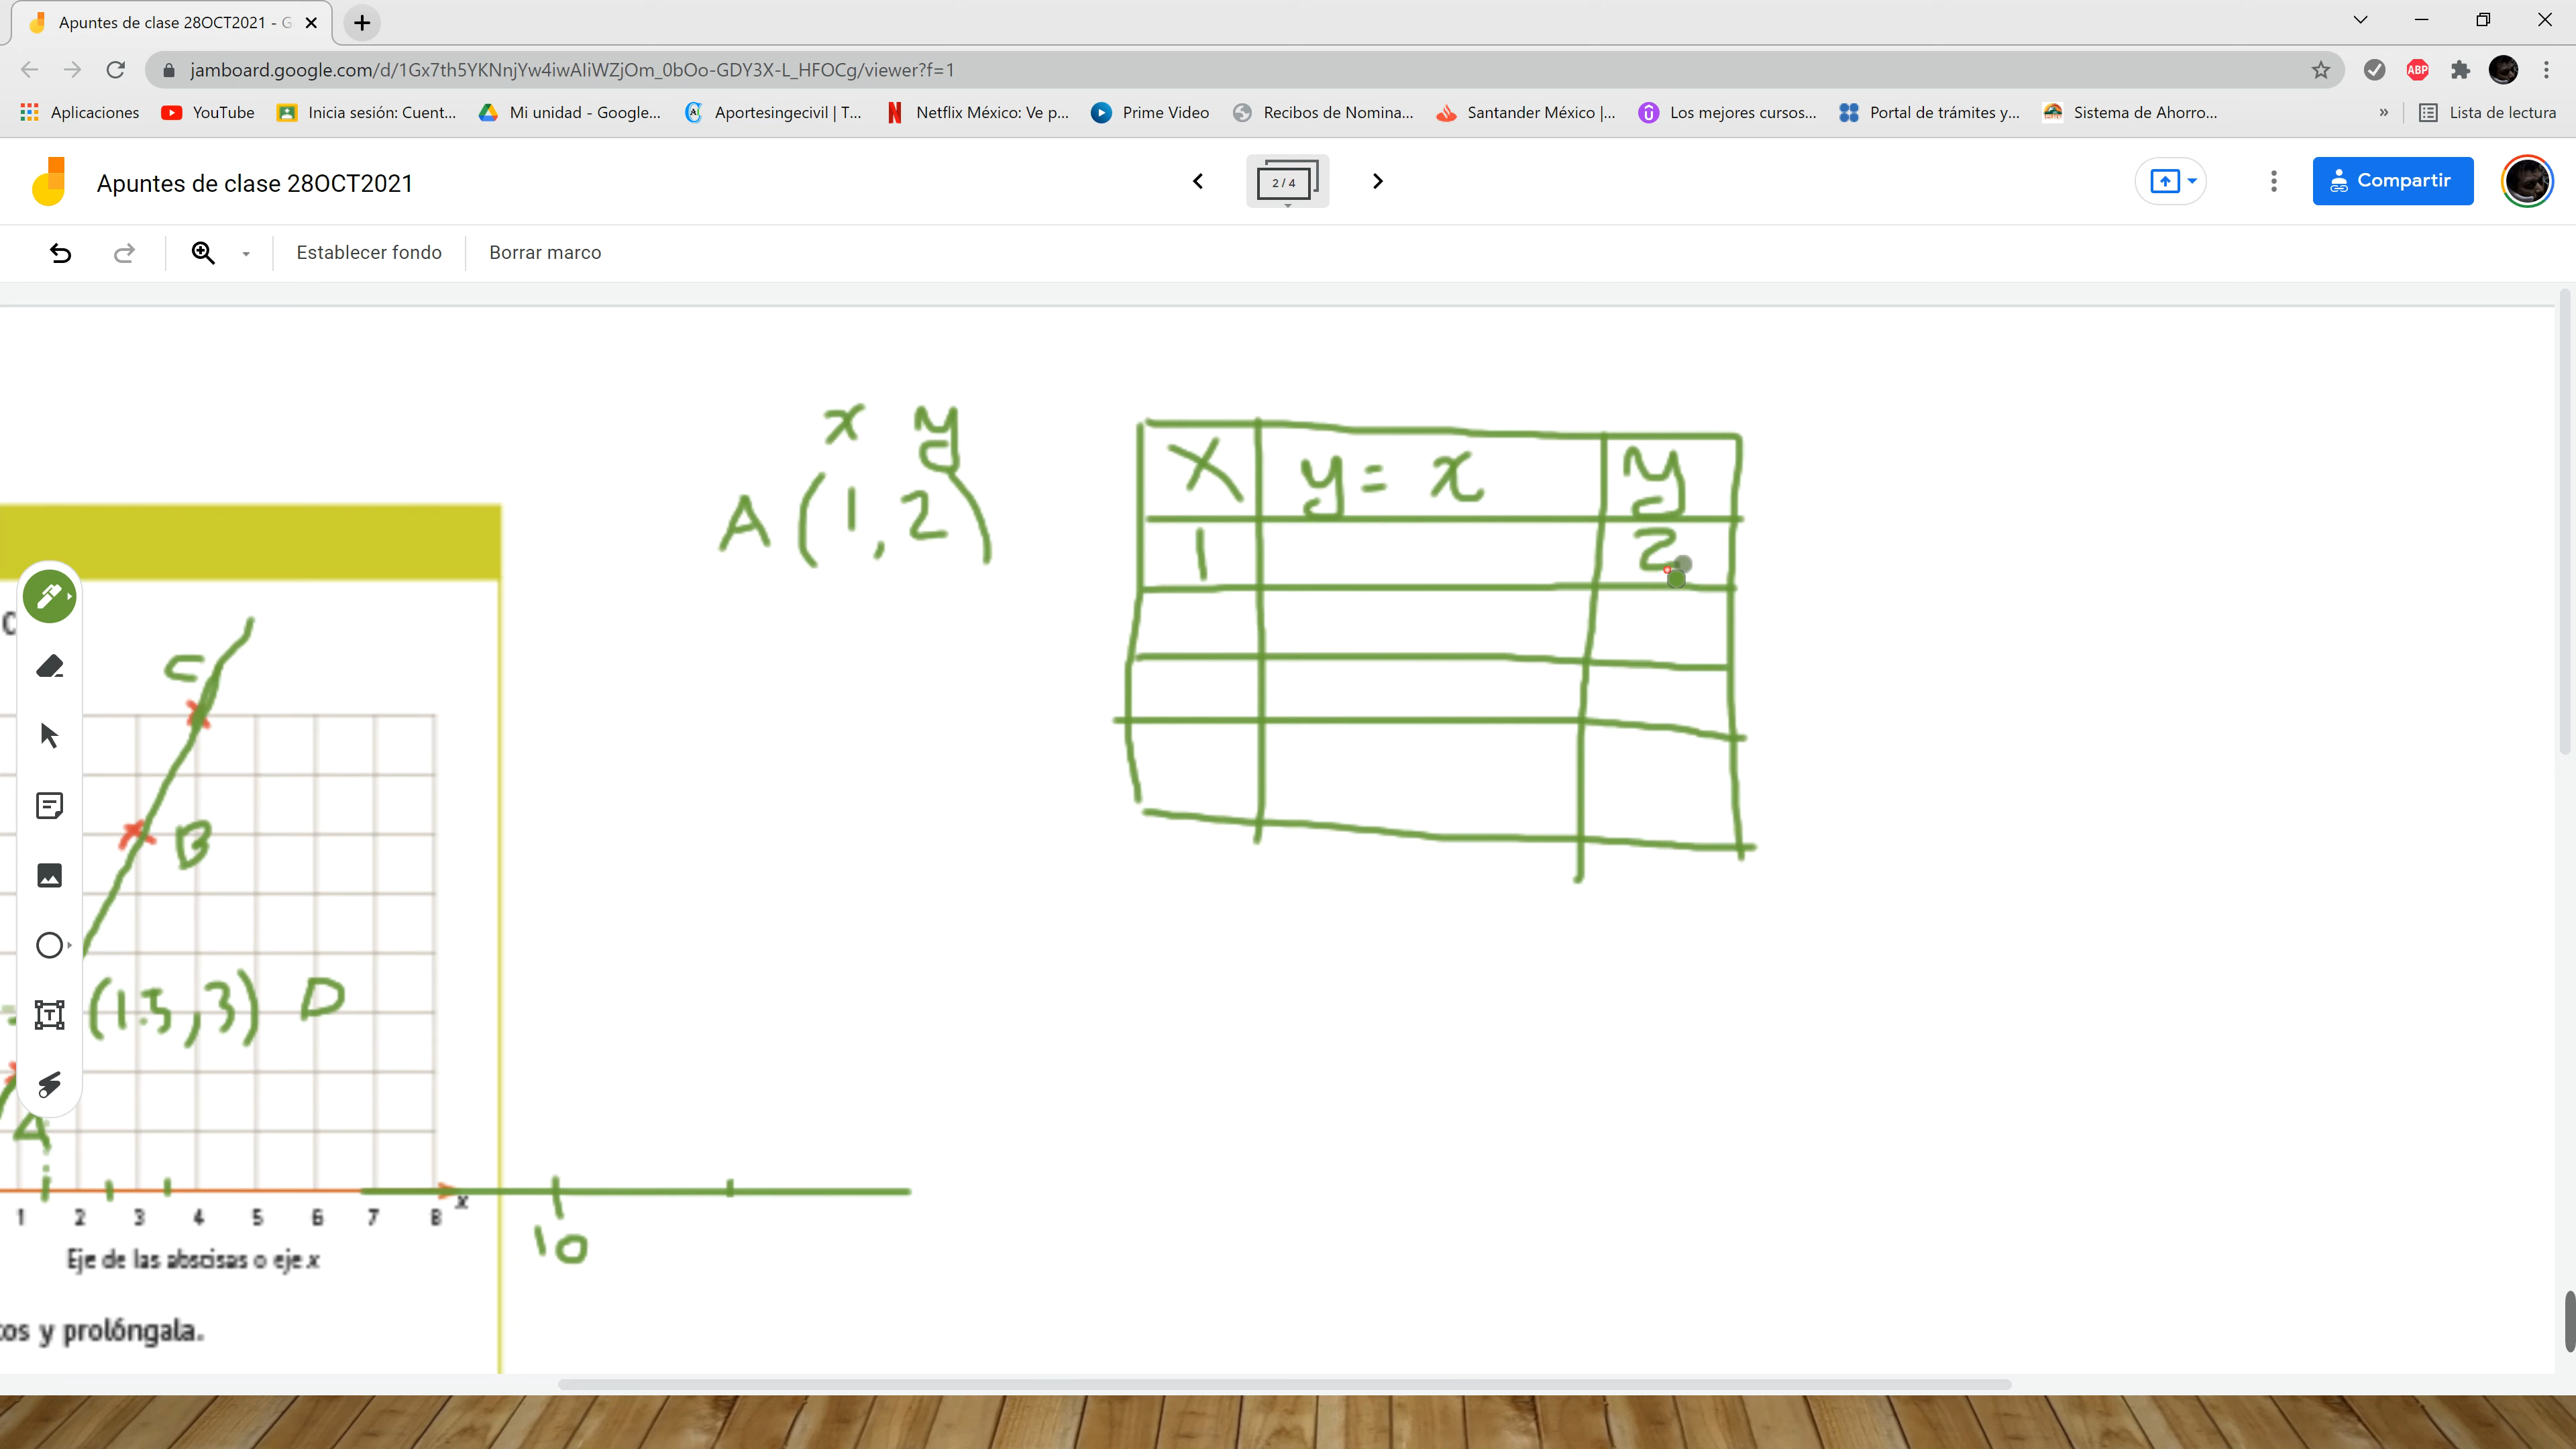 Apuntes de clase 28OCT2021 - G
jamboard.google.com/d/1Gx7th5YKNnjYw4iwAIiWZjOm_0bOo-GDY3X-L_HFOCg/viewer?f=1
ABP
Aplicaciones YouTube Inicia sesión: Cuent... Mi unidad - Google... Aportesingecivil | T... Netflix México: Ve p... Prime Video Recibos de Nomina... Santander México |... Los mejores cursos... Portal de trámites y... Sistema de Ahorro... » Lista de lectura
Apuntes de clase 28OCT2021
2 / 4
Compartir
Establecer fondo Borrar marco
x y
A (1, 2)
X y = x y
1 2
C
B
(1.5, 3) D
A
x
1 2 3 4 5 6 7 8
10
Eje de las abscisas o eje x
tos y prolóngala.